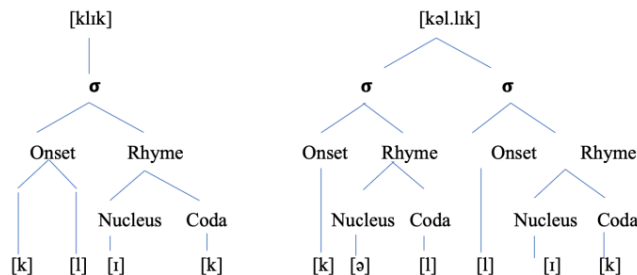 [klɪk] [kəl.lɪk]
σ σ σ
Onset Rhyme Onset Rhyme Onset Rhyme
Nucleus Coda Nucleus Coda Nucleus Coda
[k] [l] [ɪ] [k] [k] [ə] [l] [l] [ɪ] [k]